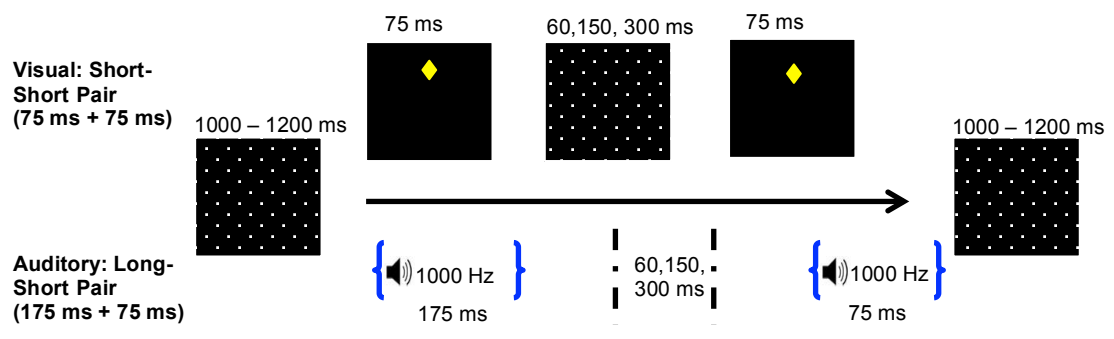 75 ms
60,150, 300 ms
75 ms
Visual: Short-
Short Pair
(75 ms + 75 ms)
1000 – 1200 ms
1000 – 1200 ms
Auditory: Long-
Short Pair
(175 ms + 75 ms)
1000 Hz
175 ms
60,150,
300 ms
1000 Hz
75 ms